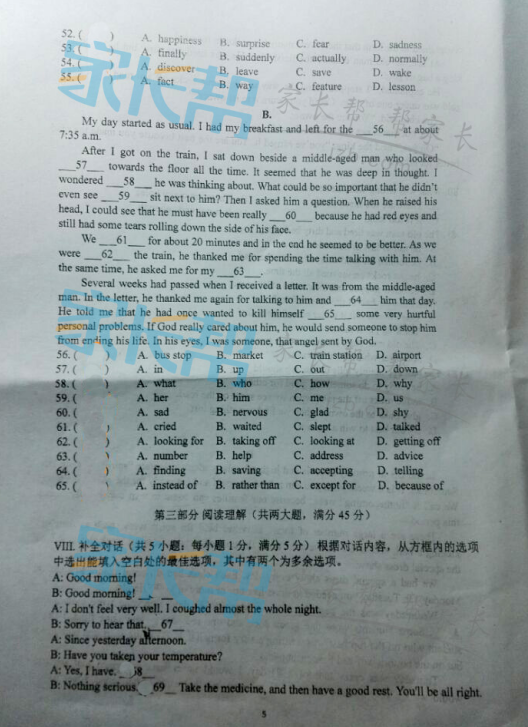 52. ( ) A. happiness B. surprise C. fear D. sadness
53. ( ) A. finally B. suddenly C. actually D. normally
54. ( ) A. discover B. leave C. save D. wake
55. ( ) A. fact B. way C. feature D. lesson
B.
My day started as usual. I had my breakfast and left for the ___56___ at about
7:35 a.m.
After I got on the train, I sat down beside a middle-aged man who looked
___57___ towards the floor all the time. It seemed that he was deep in thought. I
wondered ___58___ he was thinking about. What could be so important that he didn't
even see ___59___ sit next to him? Then I asked him a question. When he raised his
head, I could see that he must have been really ___60___ because he had red eyes and
still had some tears rolling down the side of his face.
We ___61___ for about 20 minutes and in the end he seemed to be better. As we
were ___62___ the train, he thanked me for spending the time talking with him. At
the same time, he asked me for my ___63___.
Several weeks had passed when I received a letter. It was from the middle-aged
man. In the letter, he thanked me again for talking to him and ___64___ him that day.
He told me that he had once wanted to kill himself ___65___ some very hurtful
personal problems. If God really cared about him, he would send someone to stop him
from ending his life. In his eyes, I was someone, that angel sent by God.
56. ( ) A. bus stop B. market C. train station D. airport
57. ( ) A. in B. up C. out D. down
58. ( ) A. what B. who C. how D. why
59. ( ) A. her B. him C. me D. us
60. ( ) A. sad B. nervous C. glad D. shy
61. ( ) A. cried B. waited C. slept D. talked
62. ( ) A. looking for B. taking off C. looking at D. getting off
63. ( ) A. number B. help C. address D. advice
64. ( ) A. finding B. saving C. accepting D. telling
65. ( ) A. instead of B. rather than C. except for D. because of
第三部分 阅读理解（共两大题，满分 45 分）
VIII. 补全对话（共 5 小题；每小题 1 分，满分 5 分）根据对话内容，从方框内的选项
中选出能填入空白处的最佳选项，其中有两个为多余选项。
A: Good morning!
B: Good morning! __ __
A: I don't feel very well. I coughed almost the whole night.
B: Sorry to hear that. __67__
A: Since yesterday afternoon.
B: Have you taken your temperature?
A: Yes, I have. __68__
B: Nothing serious. __69__ Take the medicine, and then have a good rest. You'll be all right.
5
家长帮
家长帮
家长帮
家长帮 帮家长